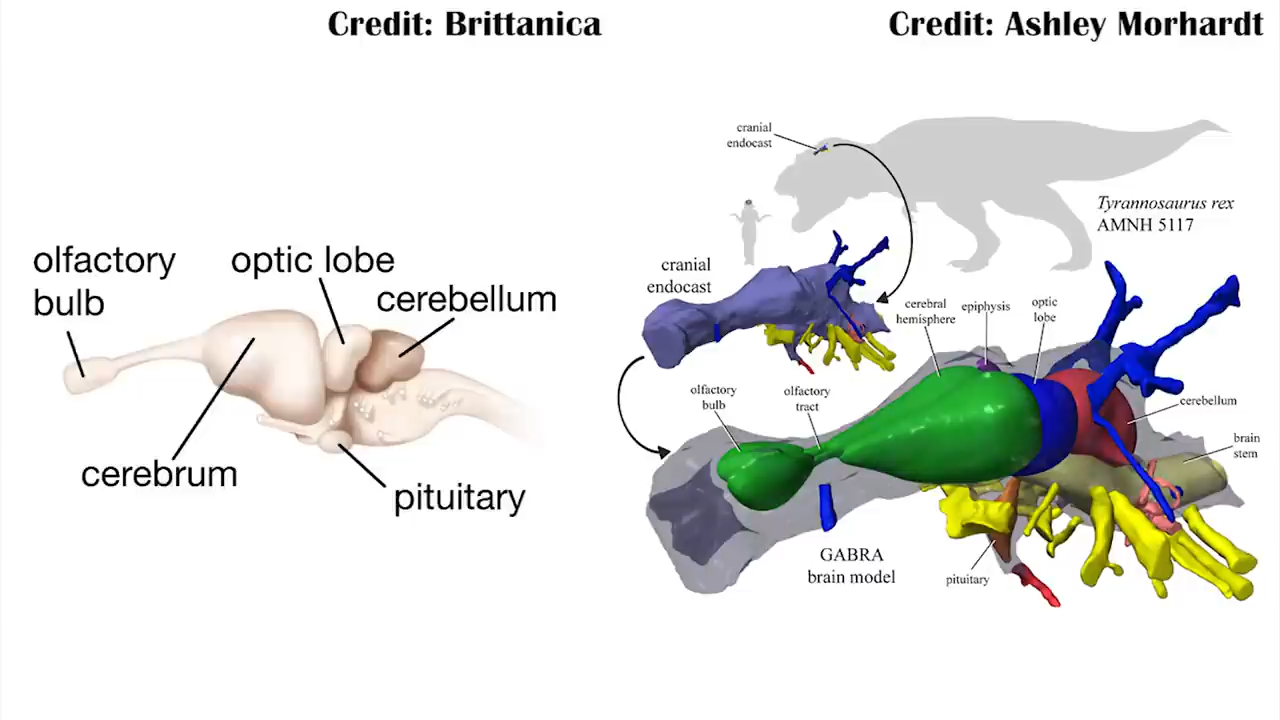 Credit: Brittanica
Credit: Ashley Morhardt
olfactory
bulb
optic lobe
cerebellum
cerebrum
pituitary
cranial
endocast
Tyrannosaurus rex
AMNH 5117
cranial
endocast
cerebral
hemisphere
epiphysis
optic
lobe
olfactory
bulb
olfactory
tract
cerebellum
brain
stem
GABRA
brain model
pituitary